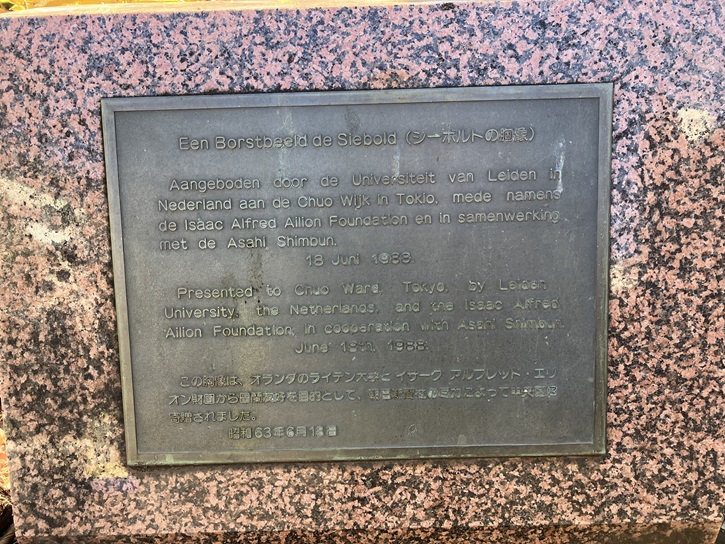 Een Borstbeeld de Siebold (シーボルトの胸像)
Aangeboden door de Universiteit van Leiden in
Nederland aan de Chuo Wijk in Tokio, mede namens
de Isaac Alfred Ailion Foundation en in samenwerking
met de Asahi Shimbun.
18 Juni 1988.
Presented to Chuo Ward, Tokyo, by Leiden
University, the Netherlands, and the Isaac Alfred
Ailion Foundation, in cooperation with Asahi Shimbun.
June 18th, 1988.
この胸像は、オランダのライデン大学とイサーク アルフレッド・エリ
オン財団から日蘭友好を目的として、朝日新聞社の協力によって中央区に
寄贈されました。
昭和63年6月18日